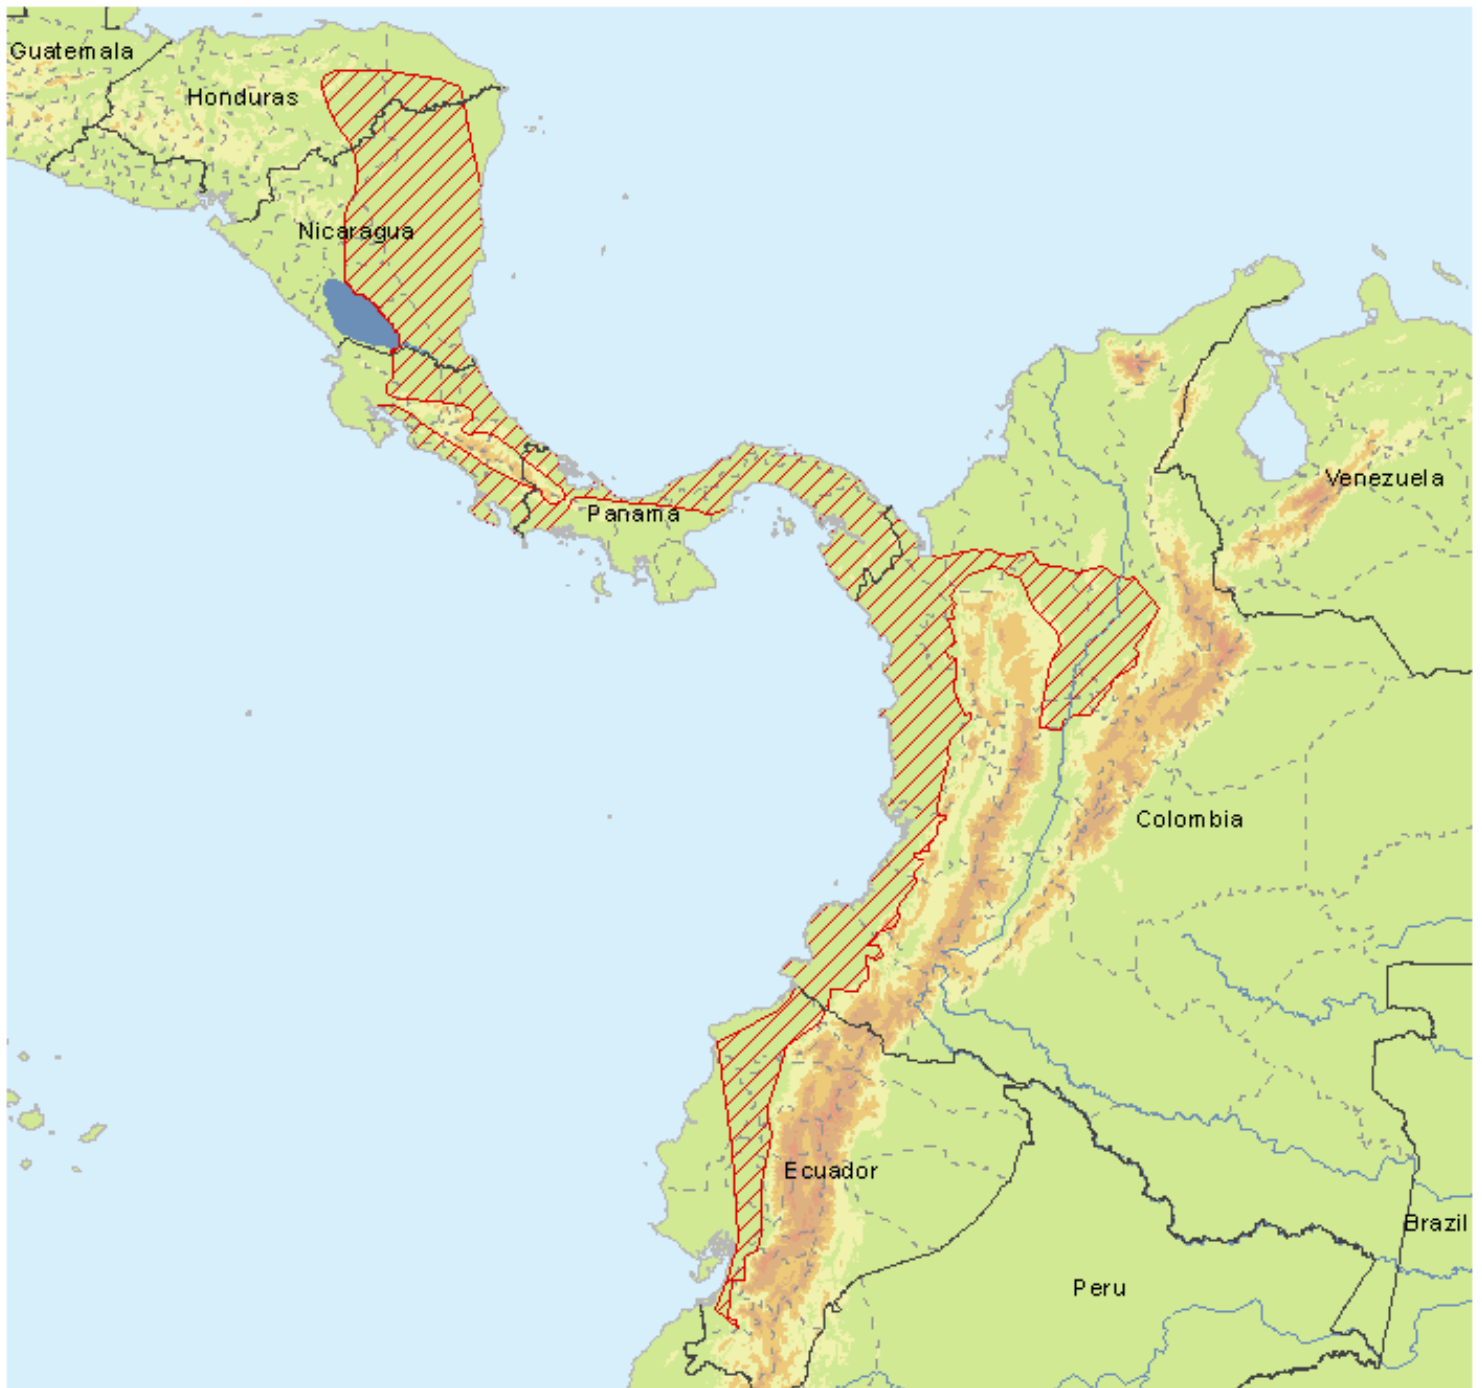 Guatemala
Honduras
Nicaragua
Panama
Venezuela
Colombia
Ecuador
Brazil
Peru